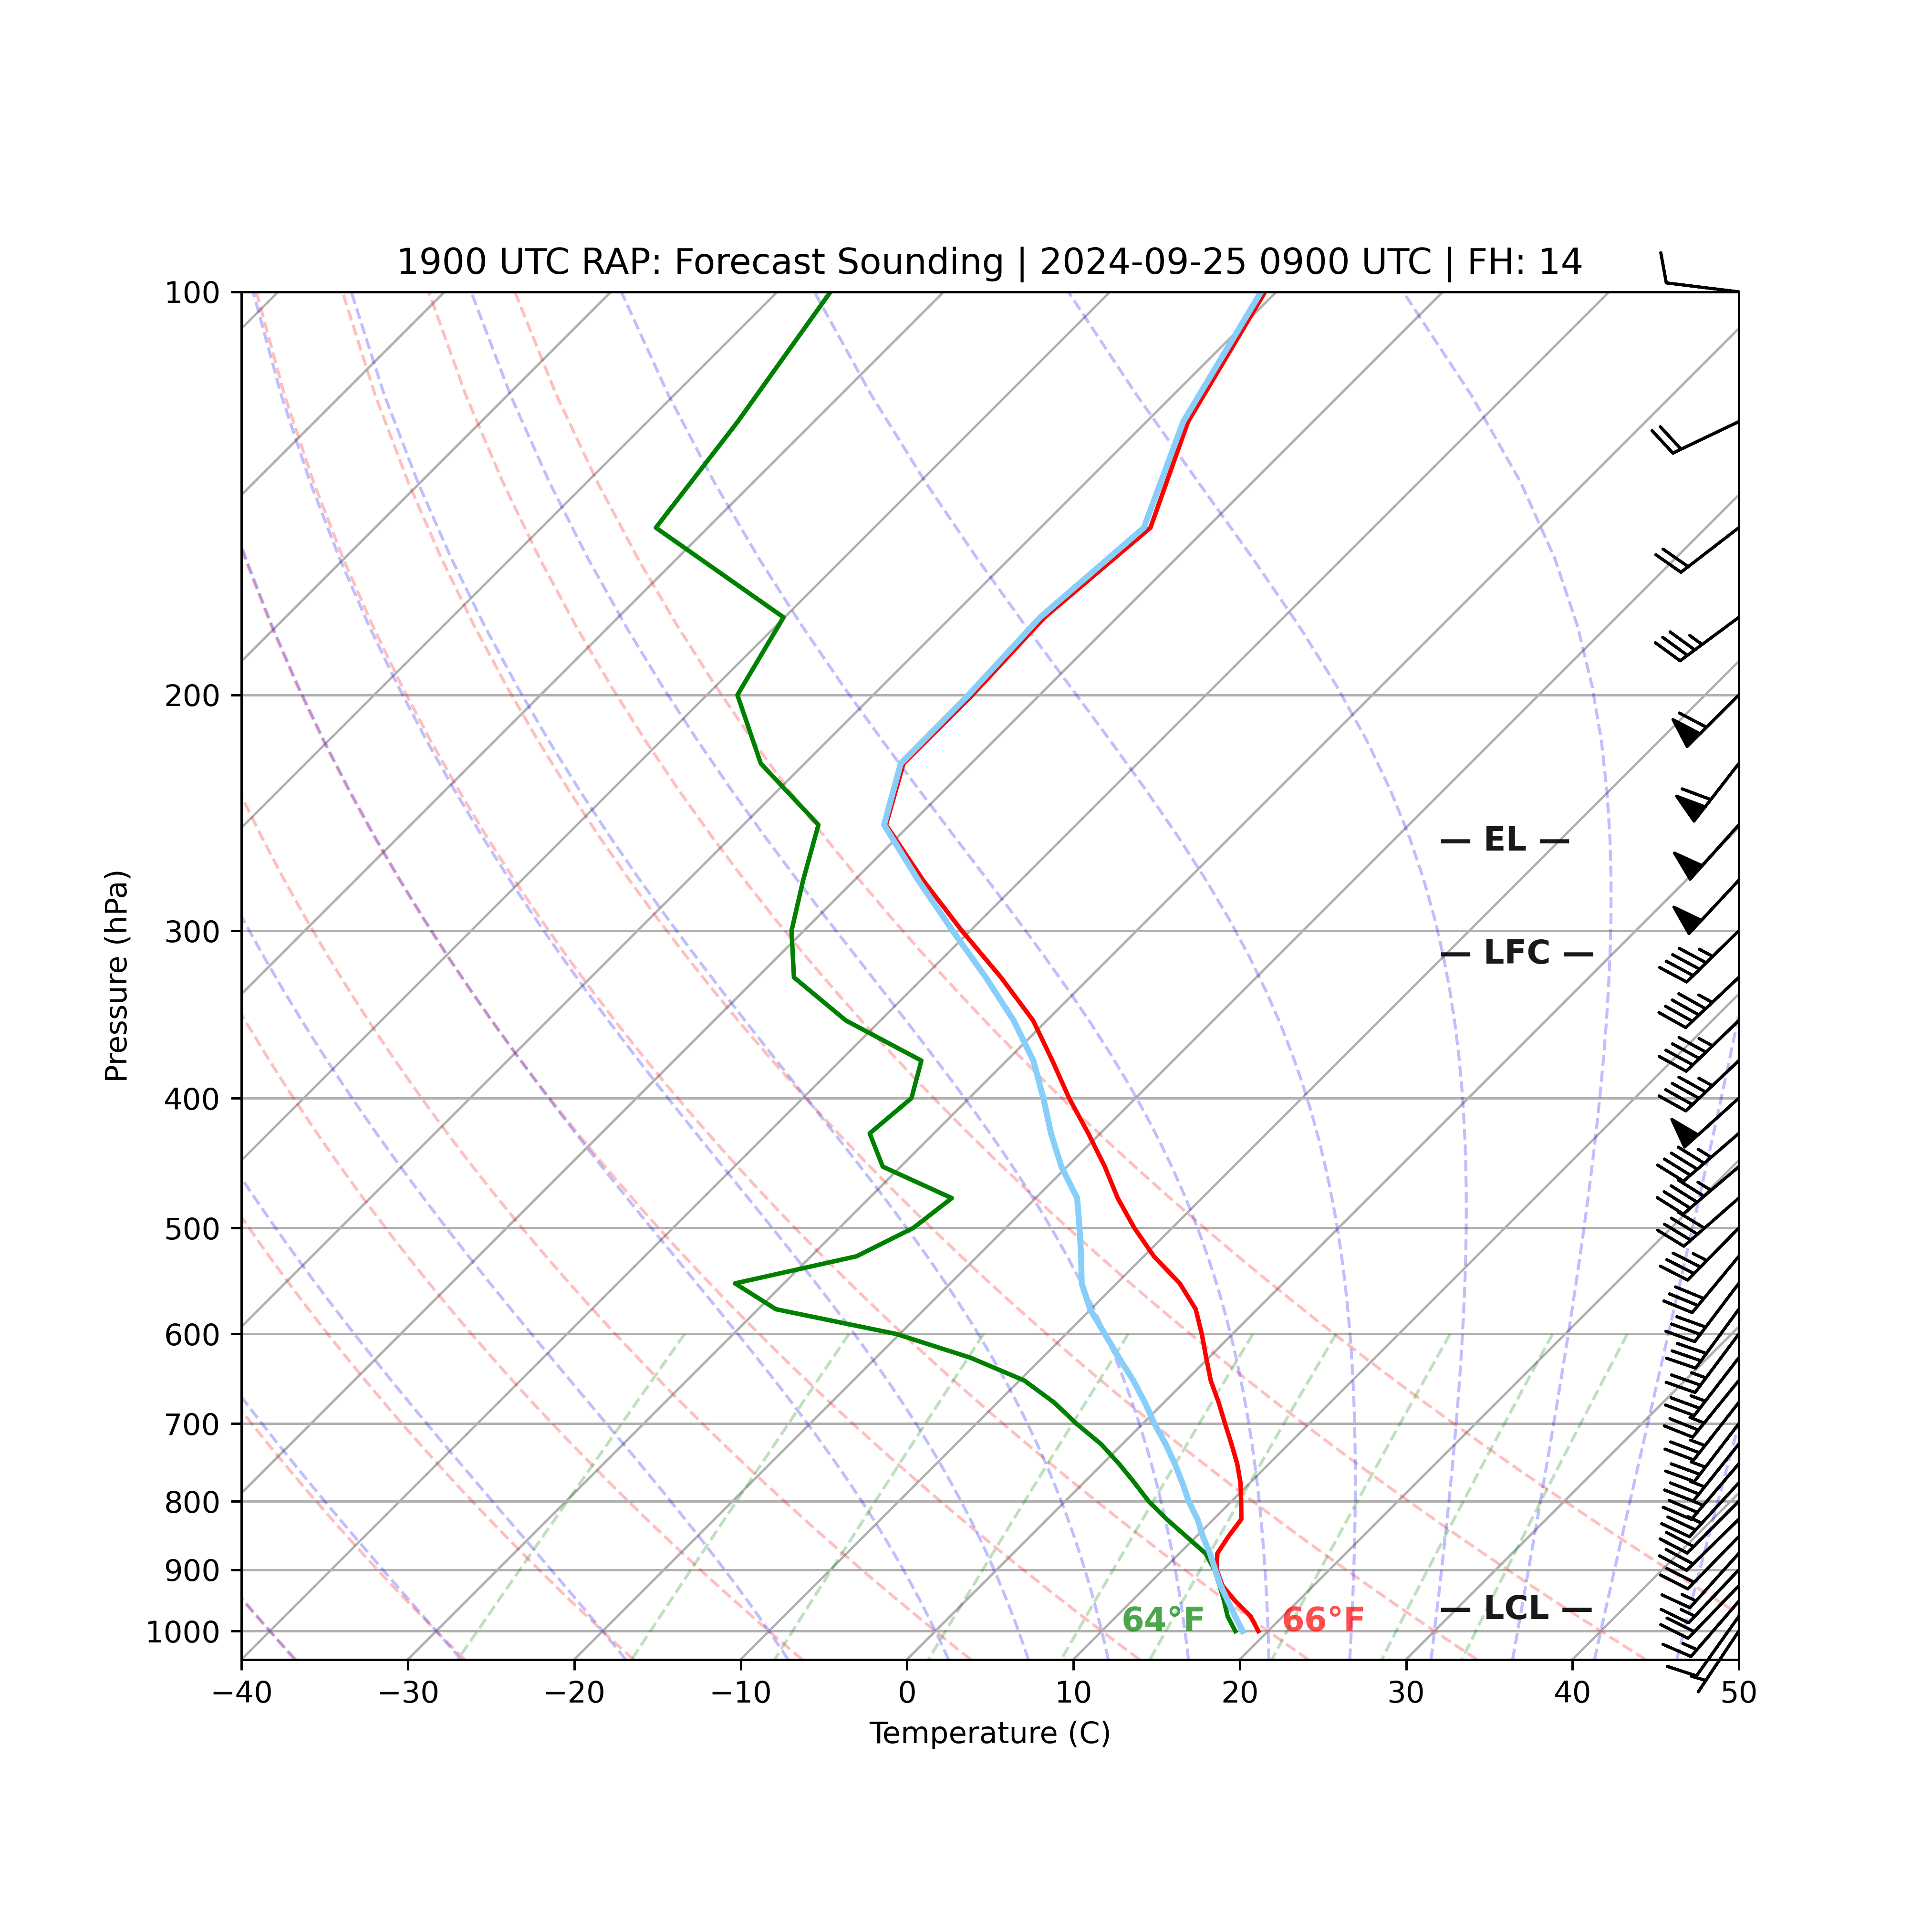 1900 UTC RAP: Forecast Sounding | 2024-09-25 0900 UTC | FH: 14
100
200
— EL —
300
— LFC —
Pressure (hPa)
400
500
600
700
800
900
64°F 66°F — LCL —
1000
−40 −30 −20 −10 0 10 20 30 40 50
Temperature (C)